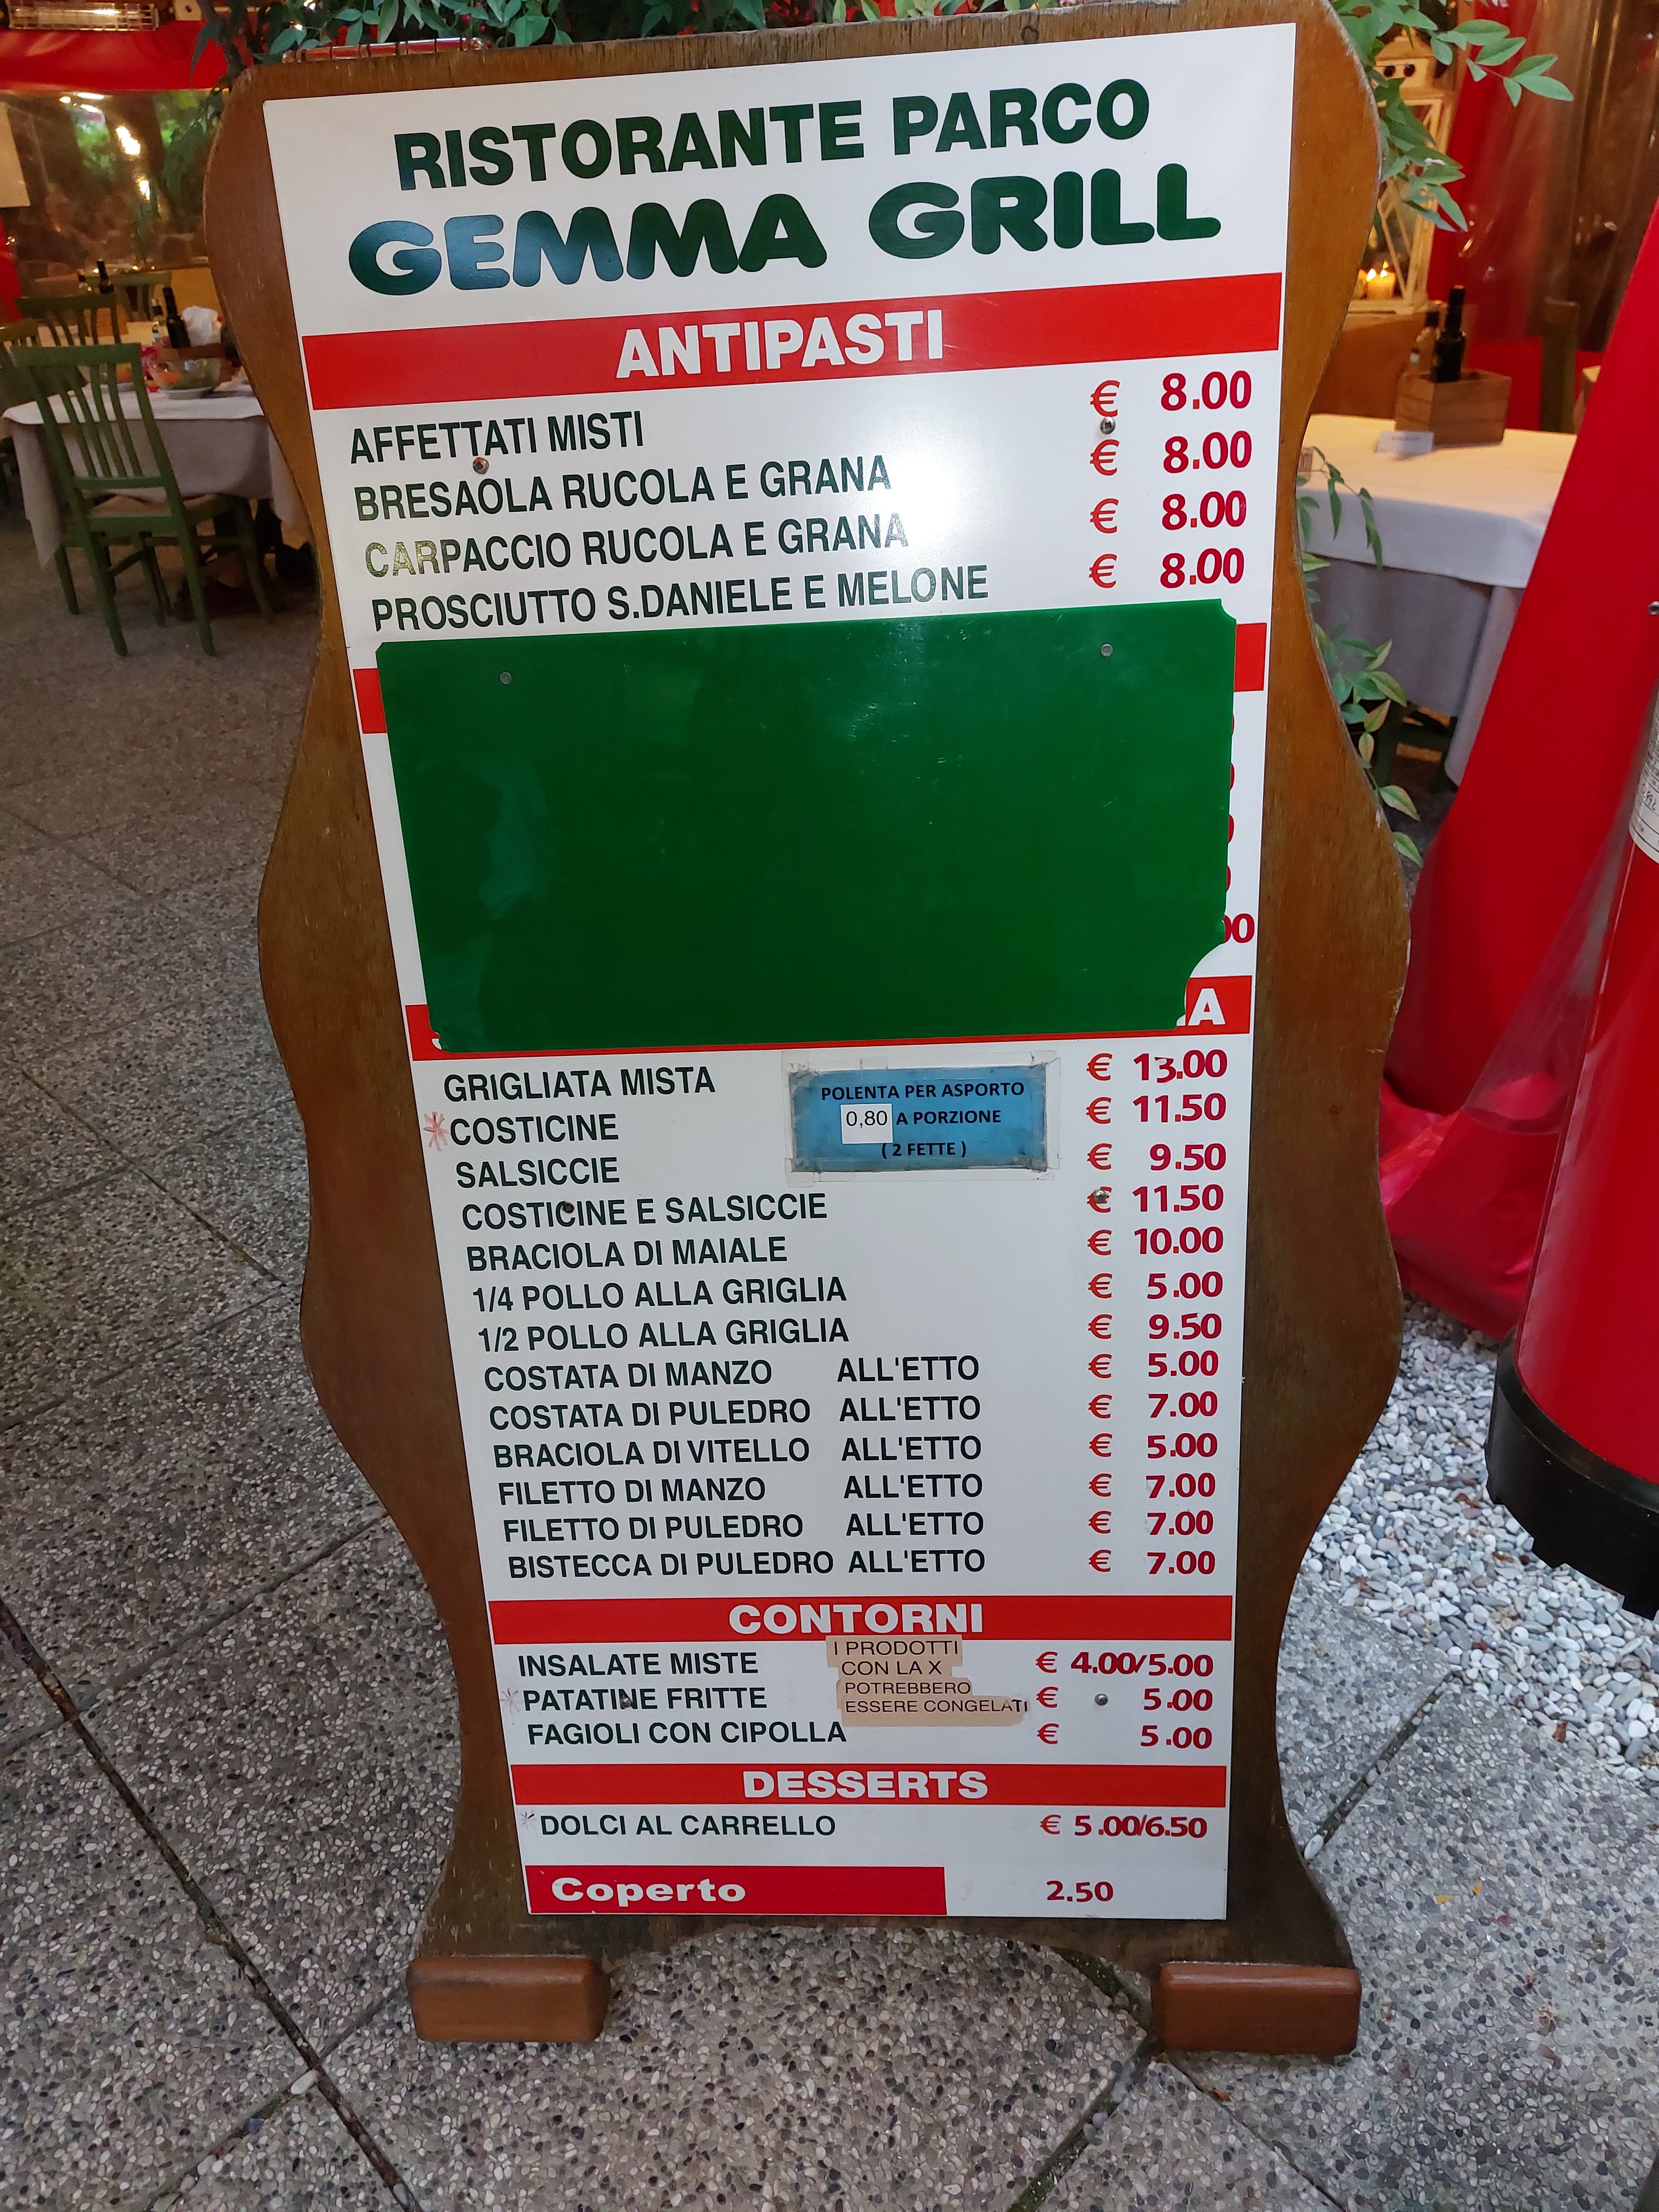 RISTORANTE PARCO
GEMMA GRILL
ANTIPASTI
AFFETTATI MISTI € 8.00
BRESAOLA RUCOLA E GRANA € 8.00
CARPACCIO RUCOLA E GRANA € 8.00
PROSCIUTTO S.DANIELE E MELONE € 8.00
GRIGLIATA MISTA € 13.00
*COSTICINE € 11.50
SALSICCIE € 9.50
COSTICINE E SALSICCIE € 11.50
BRACIOLA DI MAIALE € 10.00
1/4 POLLO ALLA GRIGLIA € 5.00
1/2 POLLO ALLA GRIGLIA € 9.50
COSTATA DI MANZO ALL'ETTO € 5.00
COSTATA DI PULEDRO ALL'ETTO € 7.00
BRACIOLA DI VITELLO ALL'ETTO € 5.00
FILETTO DI MANZO ALL'ETTO € 7.00
FILETTO DI PULEDRO ALL'ETTO € 7.00
BISTECCA DI PULEDRO ALL'ETTO € 7.00
POLENTA PER ASPORTO
0,80 A PORZIONE
( 2 FETTE )
CONTORNI
INSALATE MISTE € 4.00/5.00
*PATATINE FRITTE € 5.00
FAGIOLI CON CIPOLLA € 5.00
I PRODOTTI
CON LA X
POTREBBERO
ESSERE CONGELATI
DESSERTS
*DOLCI AL CARRELLO € 5.00/6.50
Coperto 2.50